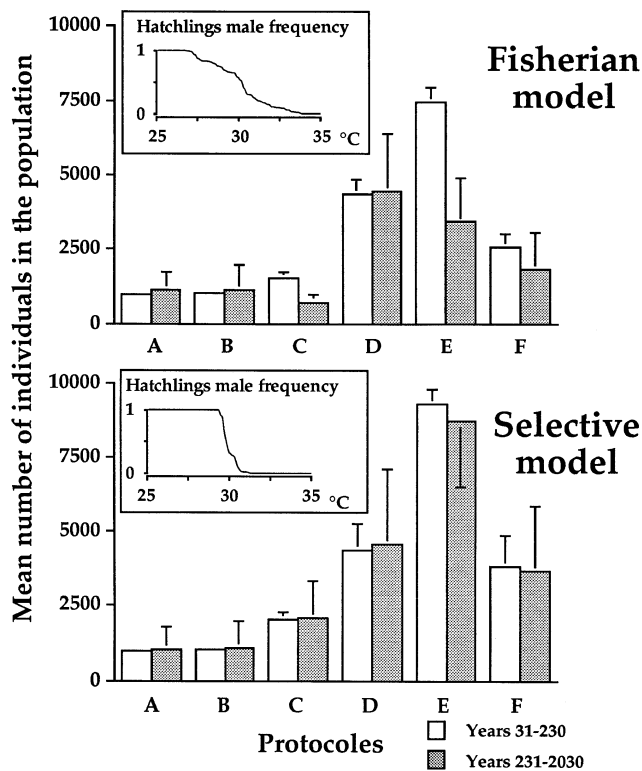 Mean number of individuals in the population
10000
7500
5000
2500
0
Hatchlings male frequency
1
0
25 30 35 °C
Fisherian
model
A B C D E F
10000
7500
5000
2500
0
Hatchlings male frequency
1
0
25 30 35
Selective
model
A B C D E F
Protocoles
Years 31-230
Years 231-2030